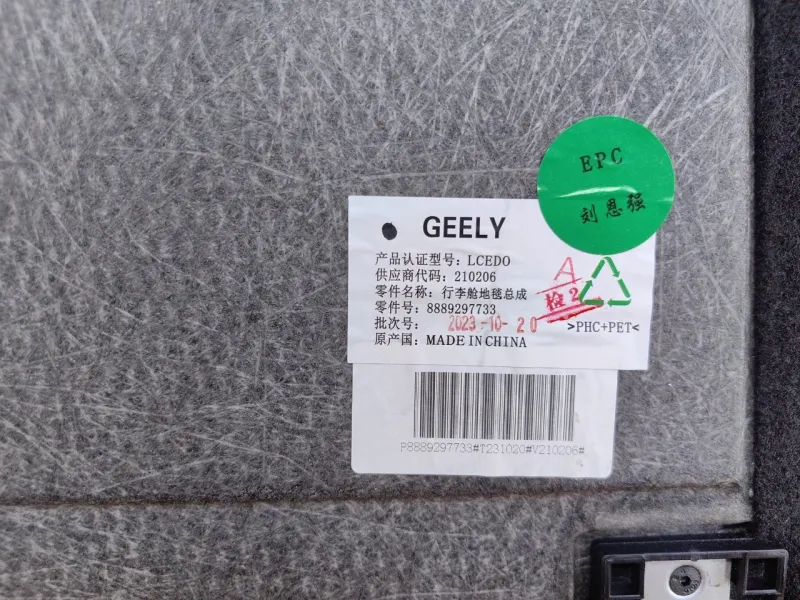 EPC
刘恩强
GEELY
产品认证型号: LCEDO
供应商代码: 210206
零件名称: 行李舱地毯总成
零件号: 8889297733
批次号: 2023-10-20
原产国: MADE IN CHINA
A
检2
>PHC+PET<
P8889297733#T231020#V210206#